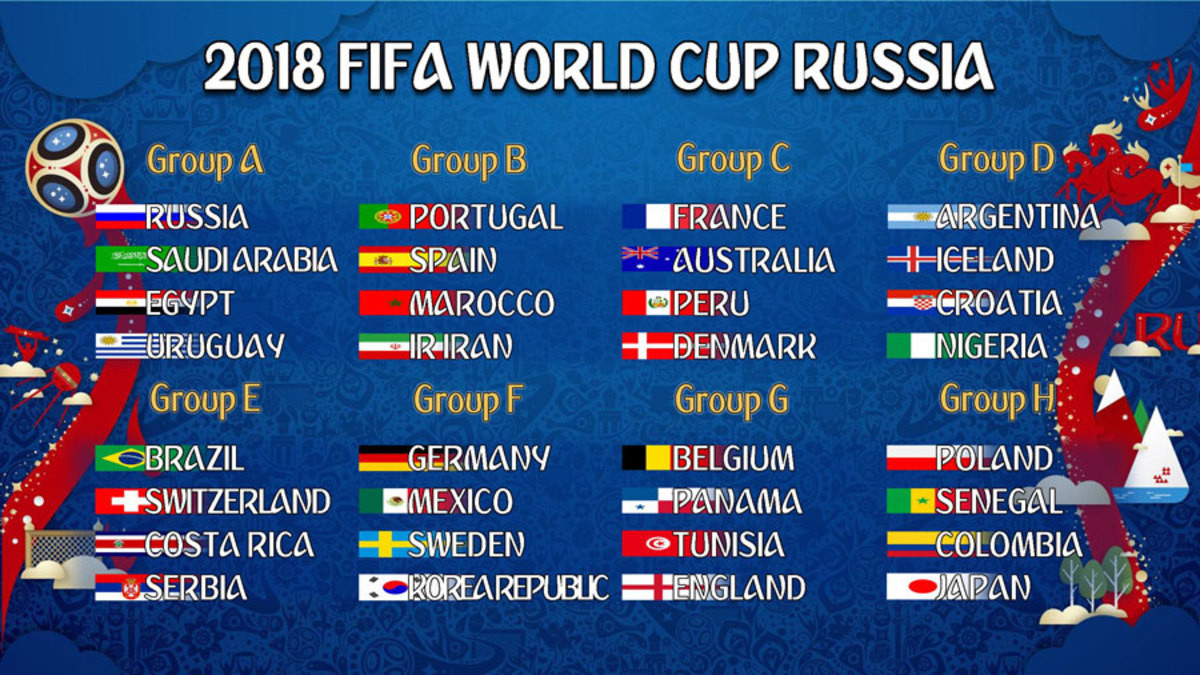 2018 FIFA WORLD CUP RUSSIA
Group A
RUSSIA
SAUDI ARABIA
EGYPT
URUGUAY
Group B
PORTUGAL
SPAIN
MAROCCO
IR IRAN
Group C
FRANCE
AUSTRALIA
PERU
DENMARK
Group D
ARGENTINA
ICELAND
CROATIA
NIGERIA
Group E
BRAZIL
SWITZERLAND
COSTA RICA
SERBIA
Group F
GERMANY
MEXICO
SWEDEN
KOREA REPUBLIC
Group G
BELGIUM
PANAMA
TUNISIA
ENGLAND
Group H
POLAND
SENEGAL
COLOMBIA
JAPAN
RU